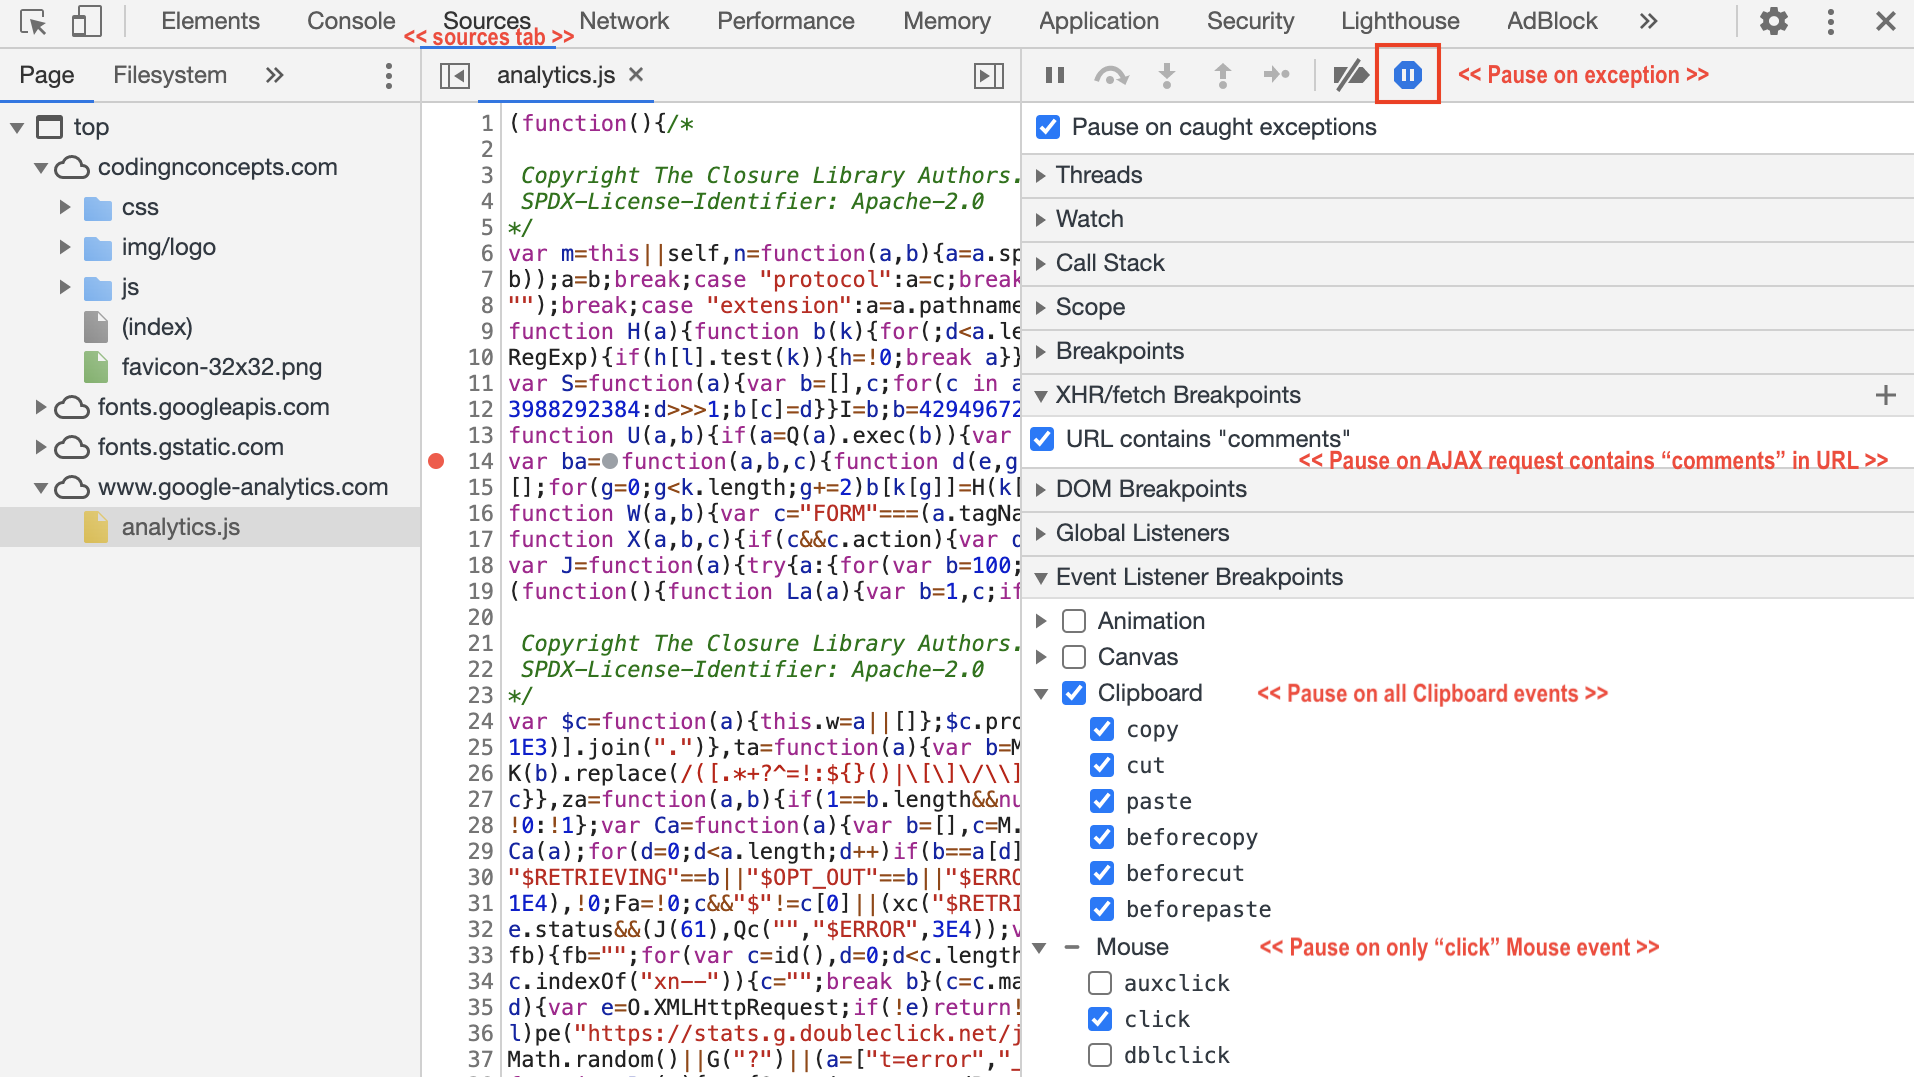 Elements Console Sources Network Performance Memory Application Security Lighthouse AdBlock »
<< sources tab >>
Page Filesystem »
analytics.js ×
<< Pause on exception >>
top
codingnconcepts.com
css
img/logo
js
(index)
favicon-32x32.png
fonts.googleapis.com
fonts.gstatic.com
www.google-analytics.com
analytics.js
1 (function(){/*
2
3 Copyright The Closure Library Authors.
4 SPDX-License-Identifier: Apache-2.0
5 */
6 var m=this||self,n=function(a,b){a=a.sp
7 b));a=b;break;case "protocol":a=c;break
8 "");break;case "extension":a=a.pathname
9 function H(a){function b(k){for(;d<a.le
10 RegExp){if(h[l].test(k)){h=!0;break a}}
11 var S=function(a){var b=[],c;for(c in a
12 3988292384:d>>>1;b[c]=d}}I=b;b=42949672
13 function U(a,b){if(a=Q(a).exec(b)){var
14 var ba=function(a,b,c){function d(e,g
15 [];for(g=0;g<k.length;g+=2)b[k[g]]=H(k[
16 function W(a,b){var c="FORM"===(a.tagNa
17 function X(a,b,c){if(c&&c.action){var d
18 var J=function(a){try{a:{for(var b=100;
19 (function(){function La(a){var b=1,c;if
20
21 Copyright The Closure Library Authors.
22 SPDX-License-Identifier: Apache-2.0
23 */
24 var $c=function(a){this.w=a||[]};$c.pro
25 1E3)].join(".")},ta=function(a){var b=M
26 K(b).replace(/([.*+?^=!:${}()|\[\]\/\\]
27 c}},za=function(a,b){if(1==b.length&&nu
28 !0:!1};var Ca=function(a){var b=[],c=M.
29 Ca(a);for(d=0;d<a.length;d++)if(b==a[d]
30 "$RETRIEVING"==b||"$OPT_OUT"==b||"$ERRO
31 1E4),!0;Fa=!0;c&&"$"!=c[0]||(xc("$RETRI
32 e.status&&(J(61),Qc("","$ERROR",3E4));v
33 fb){fb="";for(var c=id(),d=0;d<c.length
34 c.indexOf("xn--")){c="";break b}(c=c.ma
35 d){var e=O.XMLHttpRequest;if(!e)return!
36 l)pe("https://stats.g.doubleclick.net/j
37 Math.random()||G("?")||(a=["t=error","_
Pause on caught exceptions
Threads
Watch
Call Stack
Scope
Breakpoints
XHR/fetch Breakpoints +
URL contains "comments"
<< Pause on AJAX request contains “comments” in URL >>
DOM Breakpoints
Global Listeners
Event Listener Breakpoints
Animation
Canvas
Clipboard << Pause on all Clipboard events >>
copy
cut
paste
beforecopy
beforecut
beforepaste
Mouse << Pause on only “click” Mouse event >>
auxclick
click
dblclick